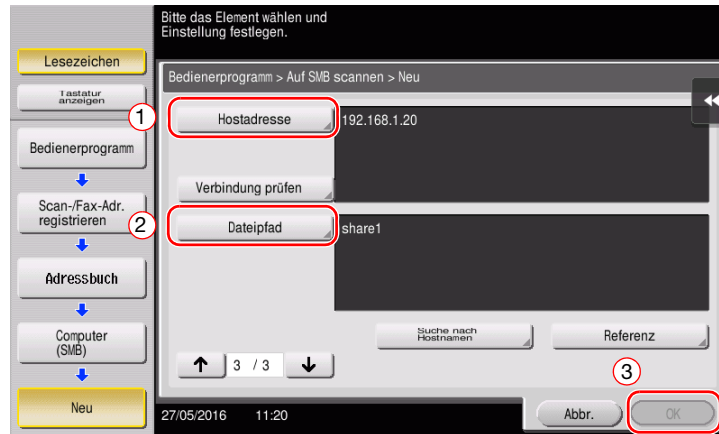 Bitte das Element wählen und
Einstellung festlegen.
Lesezeichen
Tastatur
anzeigen
Bedienerprogramm
Scan-/Fax-Adr.
registrieren
Adressbuch
Computer
(SMB)
Neu
Bedienerprogramm > Auf SMB scannen > Neu
1
Hostadresse
192.168.1.20
Verbindung prüfen
2
Dateipfad
share1
Suche nach
Hostnamen
Referenz
3 / 3
3
27/05/2016 11:20
Abbr.
OK